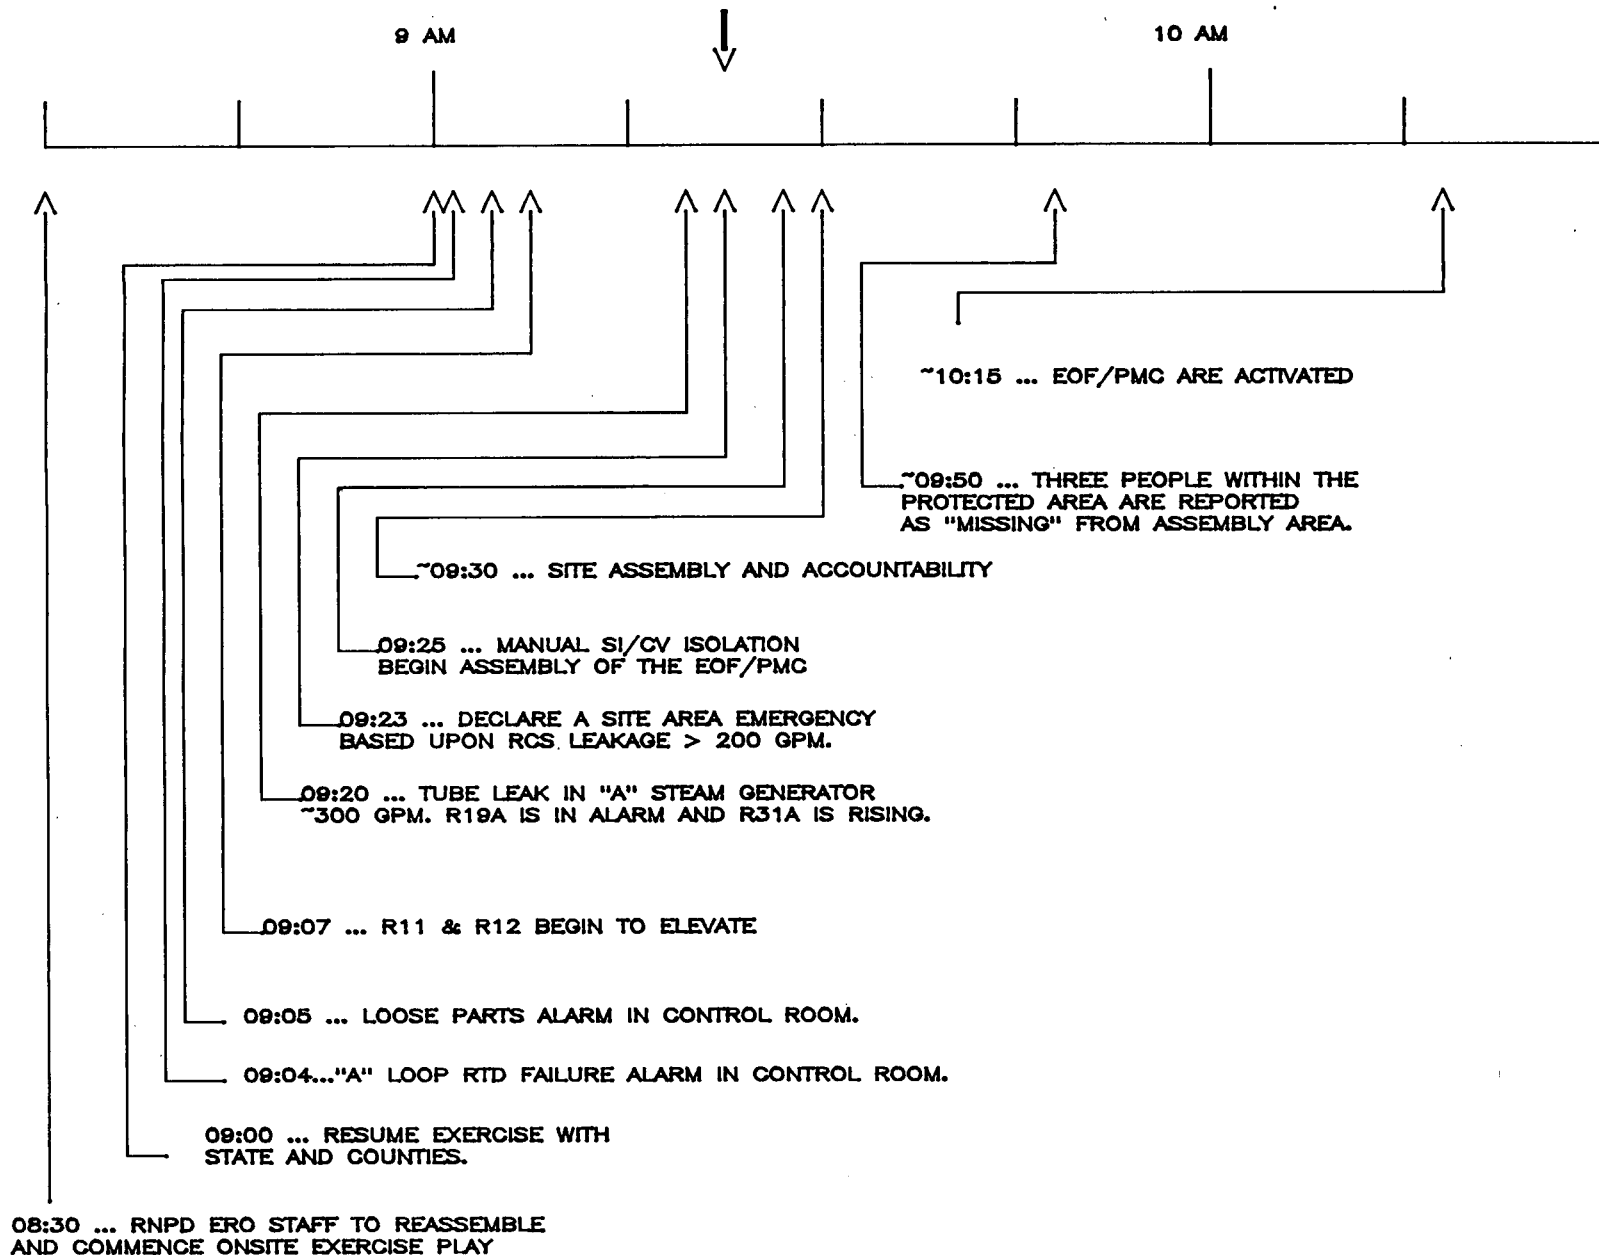 9 AM
10 AM
~10:15 ... EOF/PMC ARE ACTIVATED
~09:50 ... THREE PEOPLE WITHIN THE
PROTECTED AREA ARE REPORTED
AS "MISSING" FROM ASSEMBLY AREA.
~09:30 ... SITE ASSEMBLY AND ACCOUNTABILITY
09:25 ... MANUAL SI/CV ISOLATION
BEGIN ASSEMBLY OF THE EOF/PMC
09:23 ... DECLARE A SITE AREA EMERGENCY
BASED UPON RCS LEAKAGE > 200 GPM.
09:20 ... TUBE LEAK IN "A" STEAM GENERATOR
~300 GPM. R19A IS IN ALARM AND R31A IS RISING.
09:07 ... R11 & R12 BEGIN TO ELEVATE
09:05 ... LOOSE PARTS ALARM IN CONTROL ROOM.
09:04..."A" LOOP RTD FAILURE ALARM IN CONTROL ROOM.
09:00 ... RESUME EXERCISE WITH
STATE AND COUNTIES.
08:30 ... RNPD ERO STAFF TO REASSEMBLE
AND COMMENCE ONSITE EXERCISE PLAY